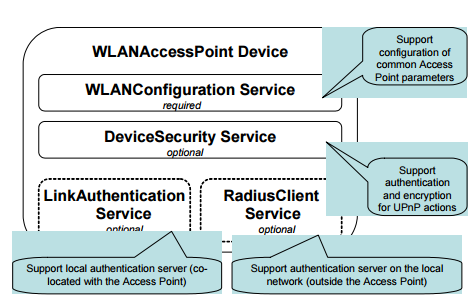 WLANAccessPoint Device
Support
configuration of
common Access
Point parameters
WLANConfiguration Service
required
DeviceSecurity Service
optional
Support
authentication
and encryption
for UPnP actions
LinkAuthentication
Service
optional
RadiusClient
Service
optional
Support local authentication server (co-
located with the Access Point)
Support authentication server on the local
network (outside the Access Point)